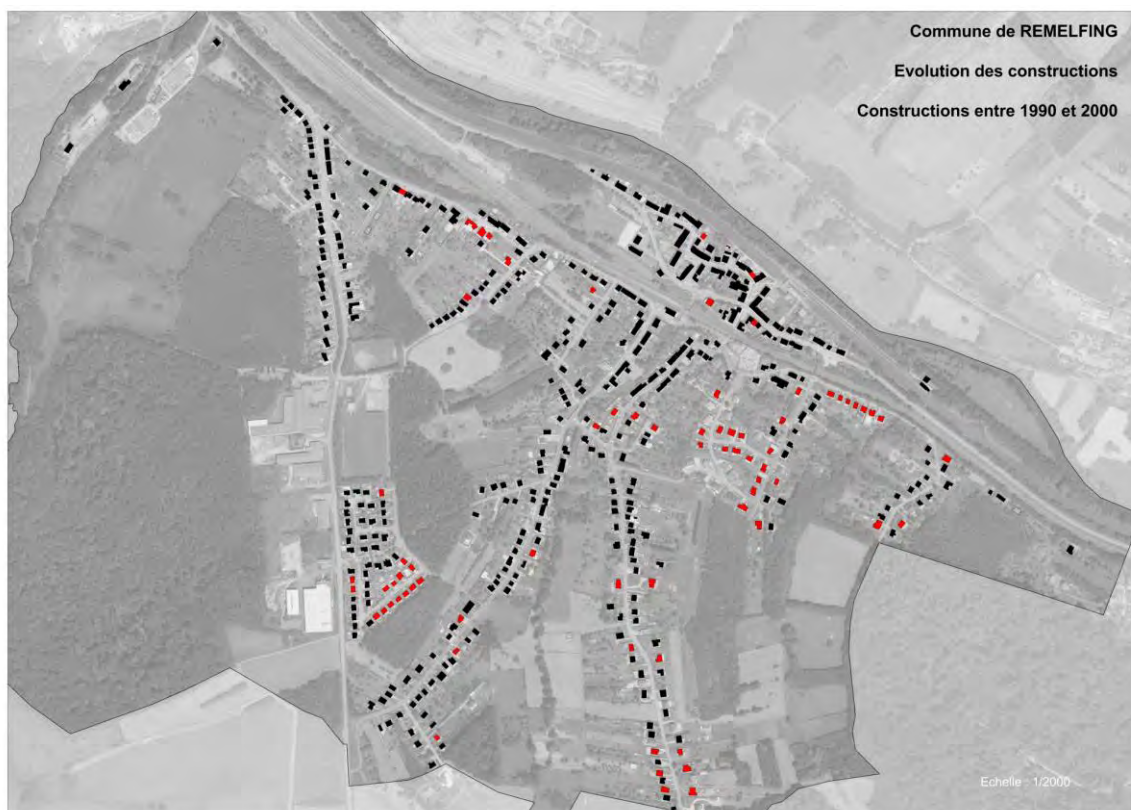 Commune de REMELFING
Evolution des constructions
Constructions entre 1990 et 2000
Echelle : 1/2000